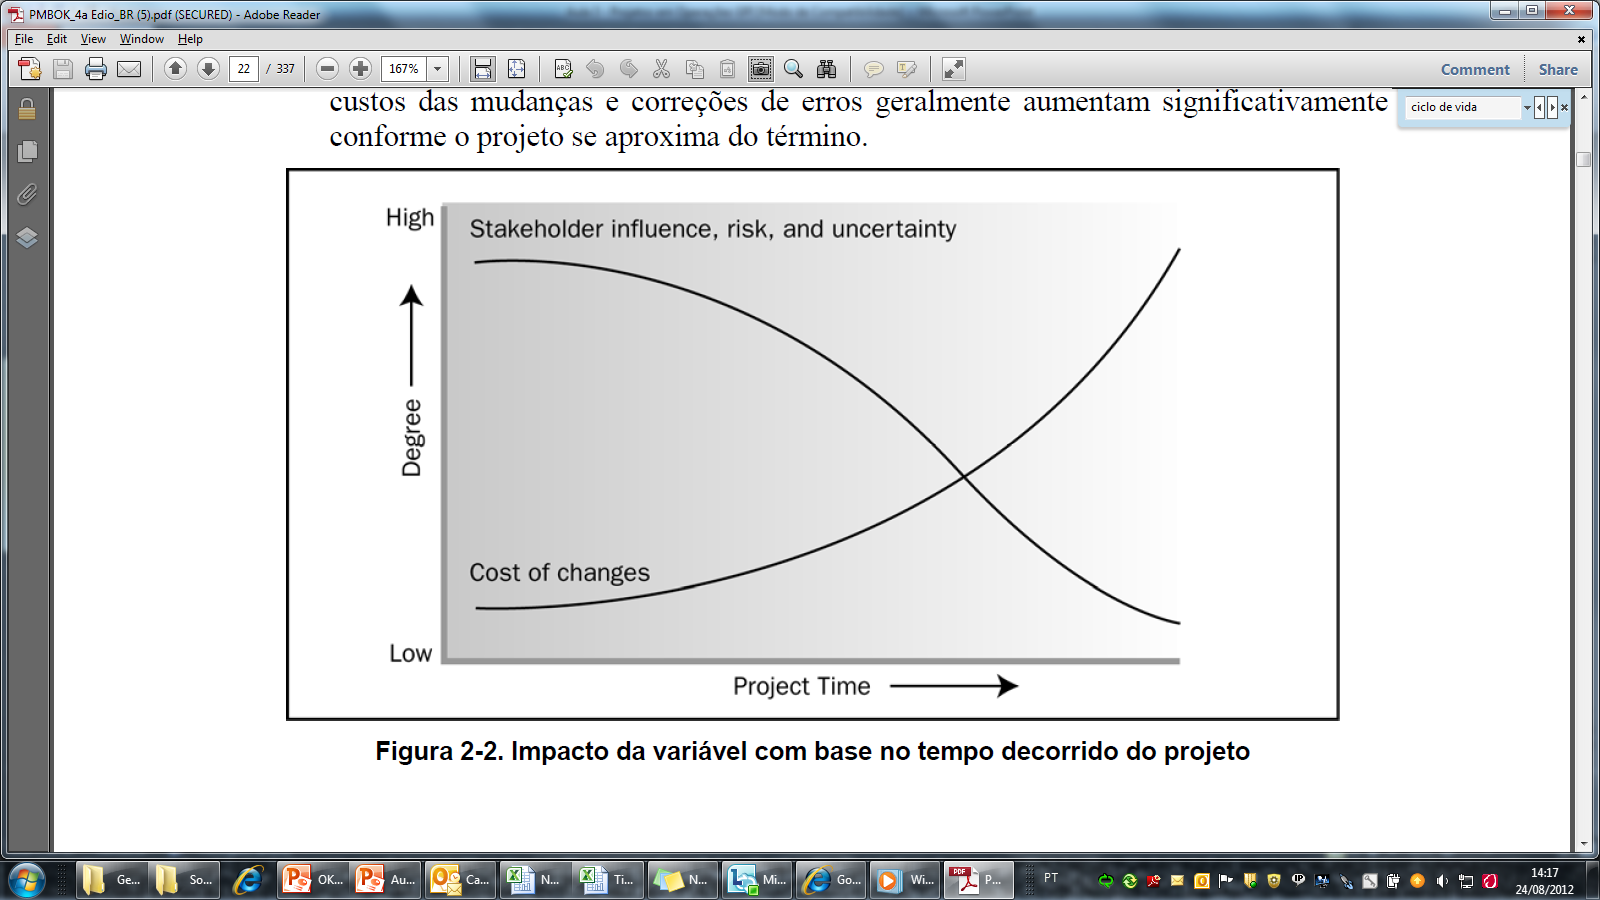 PMBOK_4a Edio_BR (5).pdf (SECURED) - Adobe Reader
File Edit View Window Help
22 / 337 167% Comment Share
ciclo de vida
custos das mudanças e correções de erros geralmente aumentam significativamente
conforme o projeto se aproxima do término.
High
Stakeholder influence, risk, and uncertainty
Degree
Cost of changes
Low
Project Time
Figura 2-2. Impacto da variável com base no tempo decorrido do projeto
Ge... So... OK... Au... Ca... N... Ti... N... Mi... Go... Wi... P... PT
14:17
24/08/2012